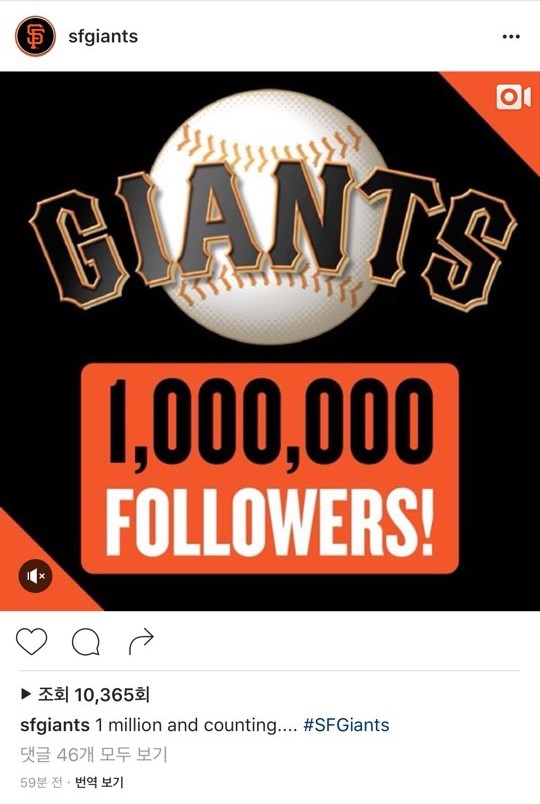 sfgiants
GIANTS
1,000,000
FOLLOWERS!
조회 10,365회
sfgiants 1 million and counting.... #SFGiants
댓글 46개 모두 보기
59분 전 · 번역 보기